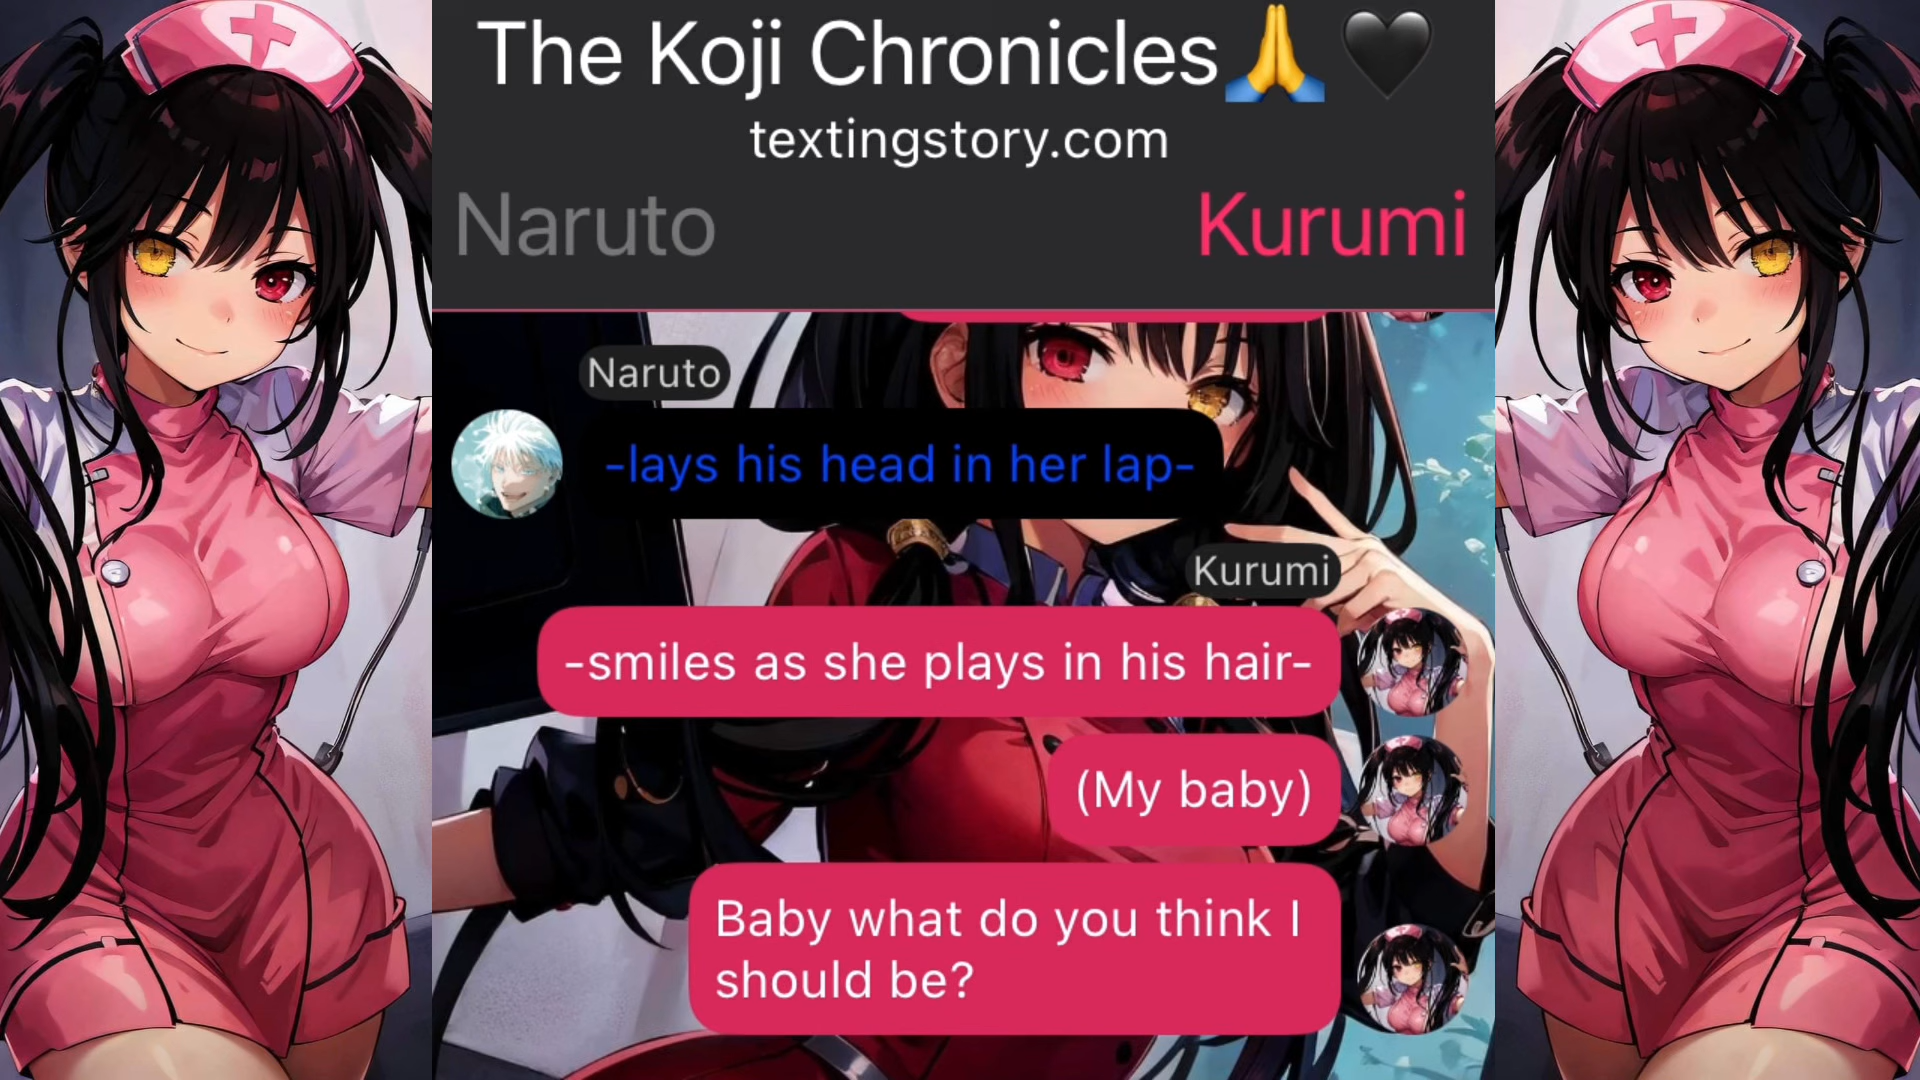 The Koji Chronicles🙏🖤
textingstory.com
Naruto
Kurumi
Naruto
-lays his head in her lap-
Kurumi
-smiles as she plays in his hair-
(My baby)
Baby what do you think I
should be?